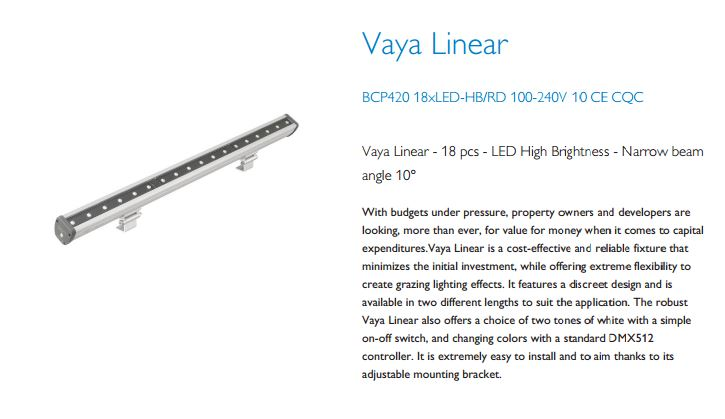 Vaya Linear
BCP420 18xLED-HB/RD 100-240V 10 CE CQC
Vaya Linear - 18 pcs - LED High Brightness - Narrow beam
angle 10°
With budgets under pressure, property owners and developers are
looking, more than ever, for value for money when it comes to capital
expenditures.Vaya Linear is a cost-effective and reliable fixture that
minimizes the initial investment, while offering extreme flexibility to
create grazing lighting effects. It features a discreet design and is
available in two different lengths to suit the application. The robust
Vaya Linear also offers a choice of two tones of white with a simple
on-off switch, and changing colors with a standard DMX512
controller. It is extremely easy to install and to aim thanks to its
adjustable mounting bracket.